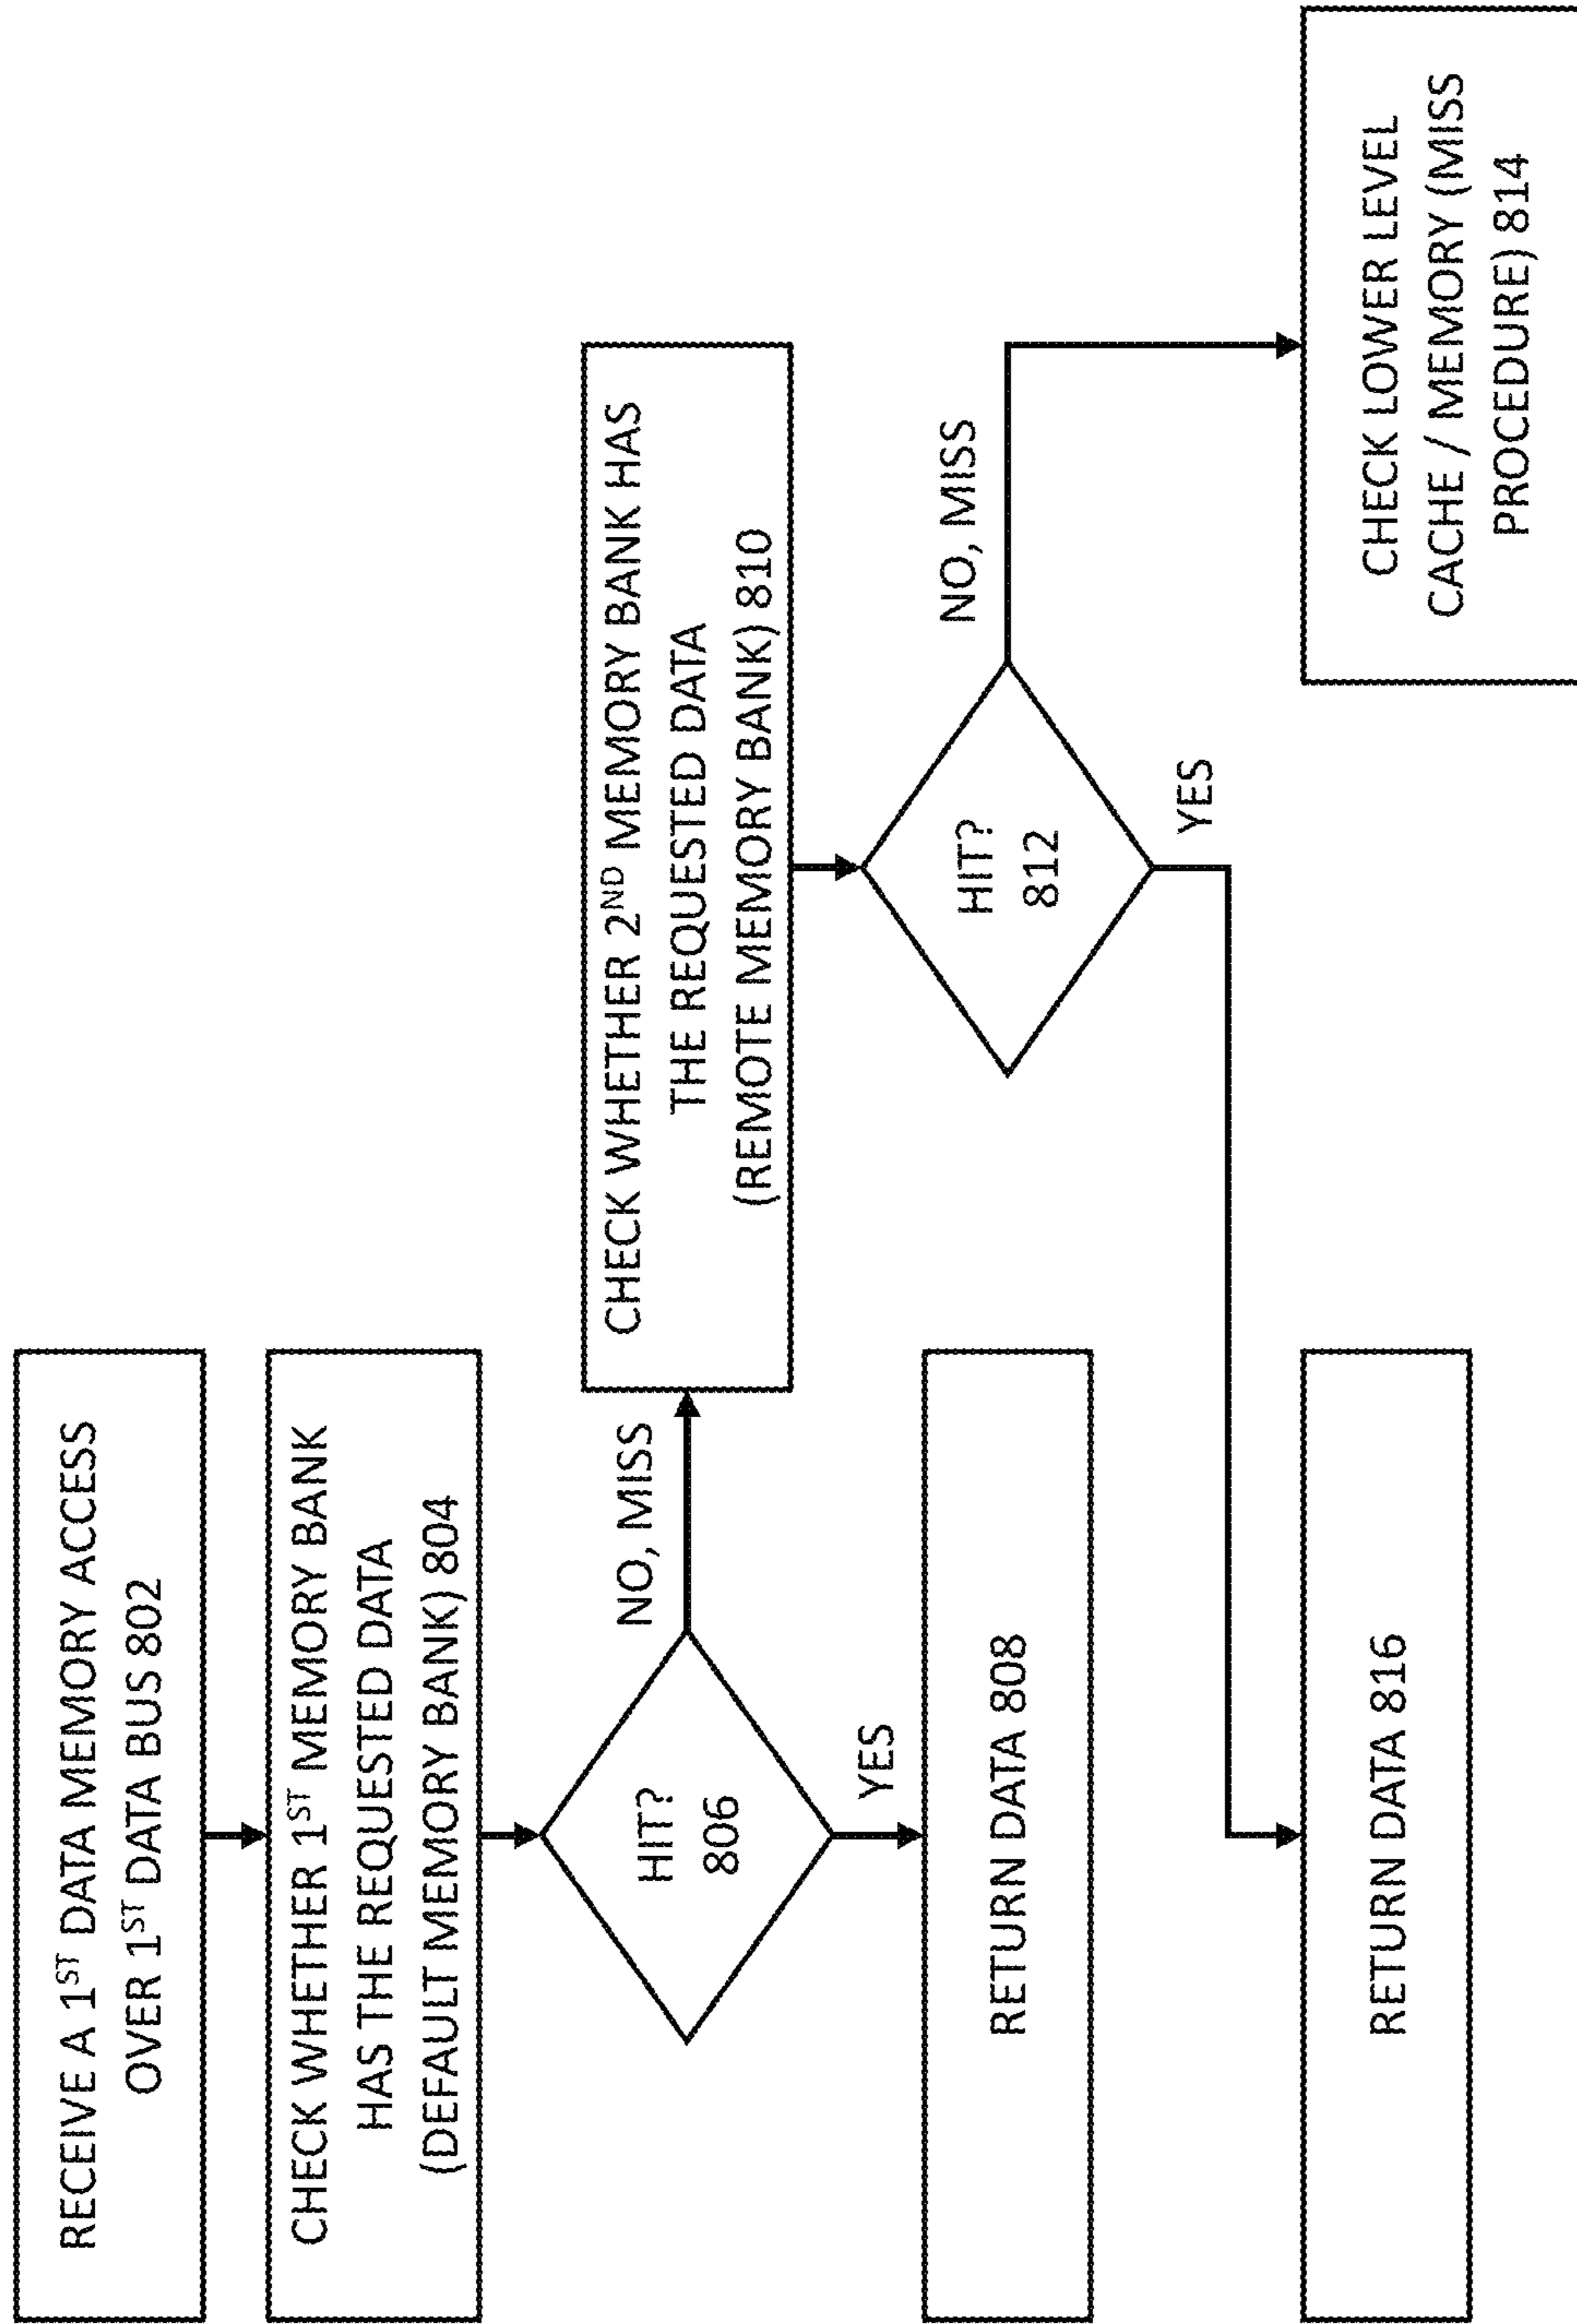 RECEIVE A 1ST DATA MEMORY ACCESS
OVER 1ST DATA BUS 802
CHECK WHETHER 1ST MEMORY BANK
HAS THE REQUESTED DATA
(DEFAULT MEMORY BANK) 804
HIT?
806
NO, MISS
YES
RETURN DATA 808
CHECK WHETHER 2ND MEMORY BANK HAS
THE REQUESTED DATA
(REMOTE MEMORY BANK) 810
HIT?
812
NO, MISS
YES
CHECK LOWER LEVEL
CACHE / MEMORY (MISS
PROCEDURE) 814
RETURN DATA 816